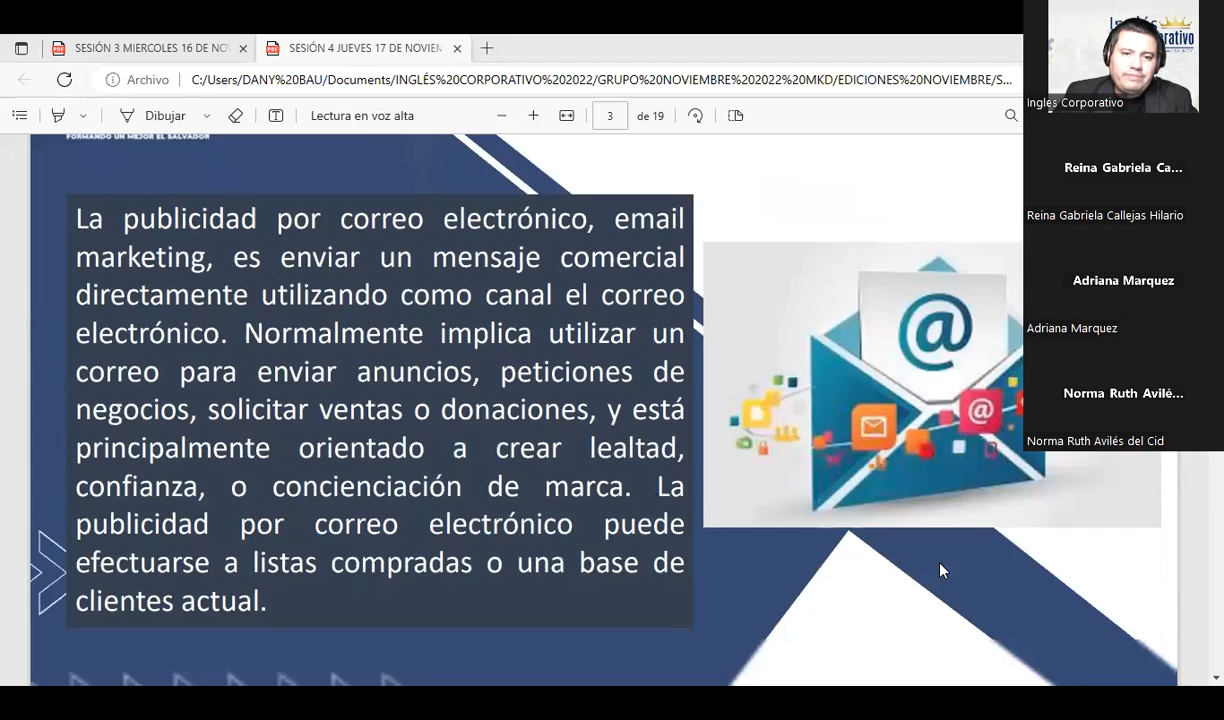 SESIÓN 3 MIERCOLES 16 DE NO
SESIÓN 4 JUEVES 17 DE NOVIEM
Archivo
C:/Users/DANY%20BAU/Documents/INGLÉS%20CORPORATIVO%202022/GRUPO%20NOVIEMBRE%202022%20MKD/EDICIONES%20NOVIEMBRE/S...
Dibujar
Lectura en voz alta
3
de 19
FORMANDO UN MEJOR EL SALVADOR
La publicidad por correo electrónico, email
marketing, es enviar un mensaje comercial
directamente utilizando como canal el correo
electrónico. Normalmente implica utilizar un
correo para enviar anuncios, peticiones de
negocios, solicitar ventas o donaciones, y está
principalmente orientado a crear lealtad,
confianza, o concienciación de marca. La
publicidad por correo electrónico puede
efectuarse a listas compradas o una base de
clientes actual.
@
@
Inglés Corporativo
Reina Gabriela Ca...
Reina Gabriela Callejas Hilario
Adriana Marquez
Adriana Marquez
Norma Ruth Avilé...
Norma Ruth Avilés del Cid